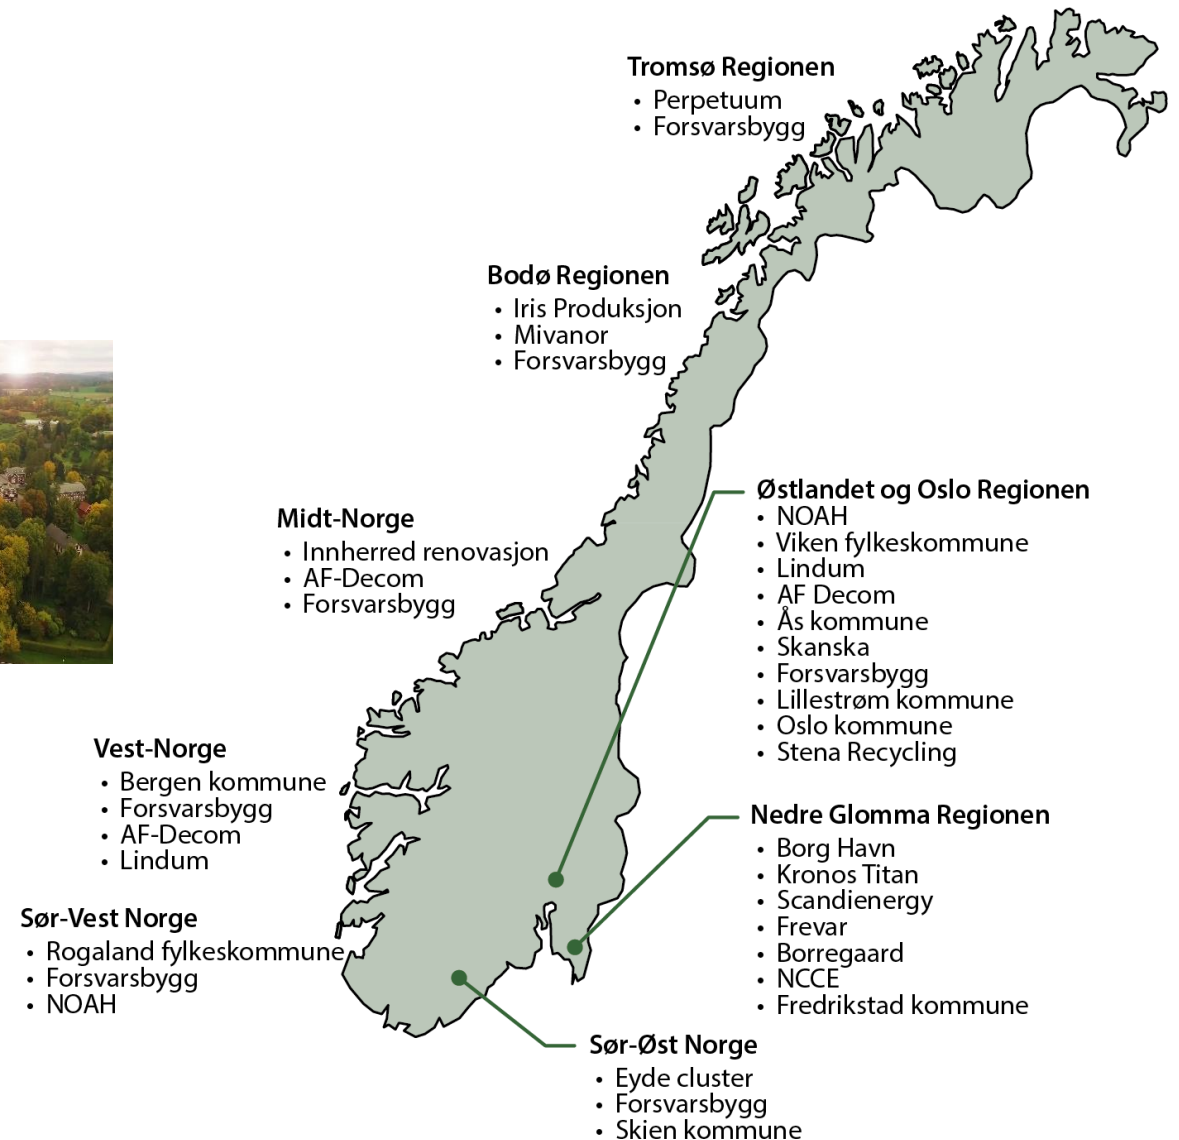 Tromsø Regionen
• Perpetuum
• Forsvarsbygg
Bodø Regionen
• Iris Produksjon
• Mivanor
• Forsvarsbygg
Midt-Norge
• Innherred renovasjon
• AF-Decom
• Forsvarsbygg
Østlandet og Oslo Regionen
• NOAH
• Viken fylkeskommune
• Lindum
• AF Decom
• Ås kommune
• Skanska
• Forsvarsbygg
• Lillestrøm kommune
• Oslo kommune
• Stena Recycling
Vest-Norge
• Bergen kommune
• Forsvarsbygg
• AF-Decom
• Lindum
Nedre Glomma Regionen
• Borg Havn
• Kronos Titan
• Scandienergy
• Frevar
• Borregaard
• NCCE
• Fredrikstad kommune
Sør-Vest Norge
• Rogaland fylkeskommune
• Forsvarsbygg
• NOAH
Sør-Øst Norge
• Eyde cluster
• Forsvarsbygg
• Skien kommune